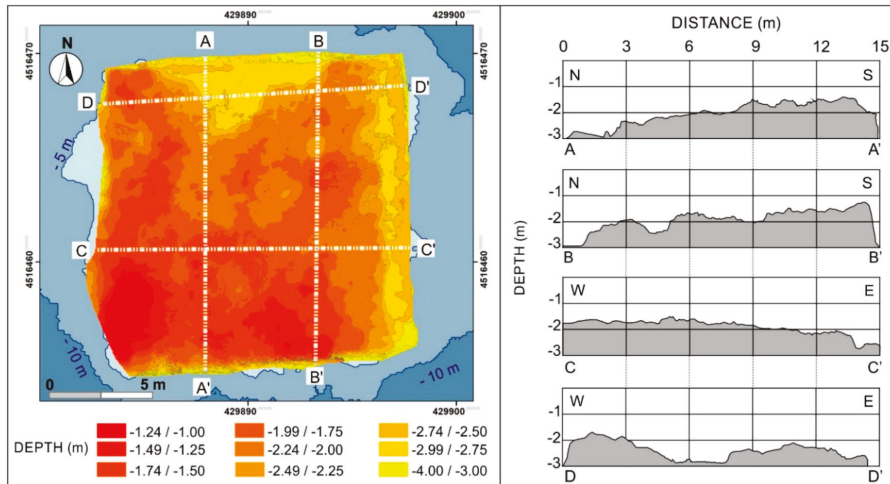 429890
429900
4516470
4516460
N
A
B
D
D'
C
C'
A'
B'
- 5 m
- 10 m
- 10 m
0 5 m
429890
429900
4516470
4516460
DEPTH (m)
-1.24 / -1.00
-1.49 / -1.25
-1.74 / -1.50
-1.99 / -1.75
-2.24 / -2.00
-2.49 / -2.25
-2.74 / -2.50
-2.99 / -2.75
-4.00 / -3.00
DISTANCE (m)
0 3 6 9 12 15
DEPTH (m)
N S
-1
-2
-3
A A'
N S
-1
-2
-3
B B'
W E
-1
-2
-3
C C'
W E
-1
-2
-3
D D'